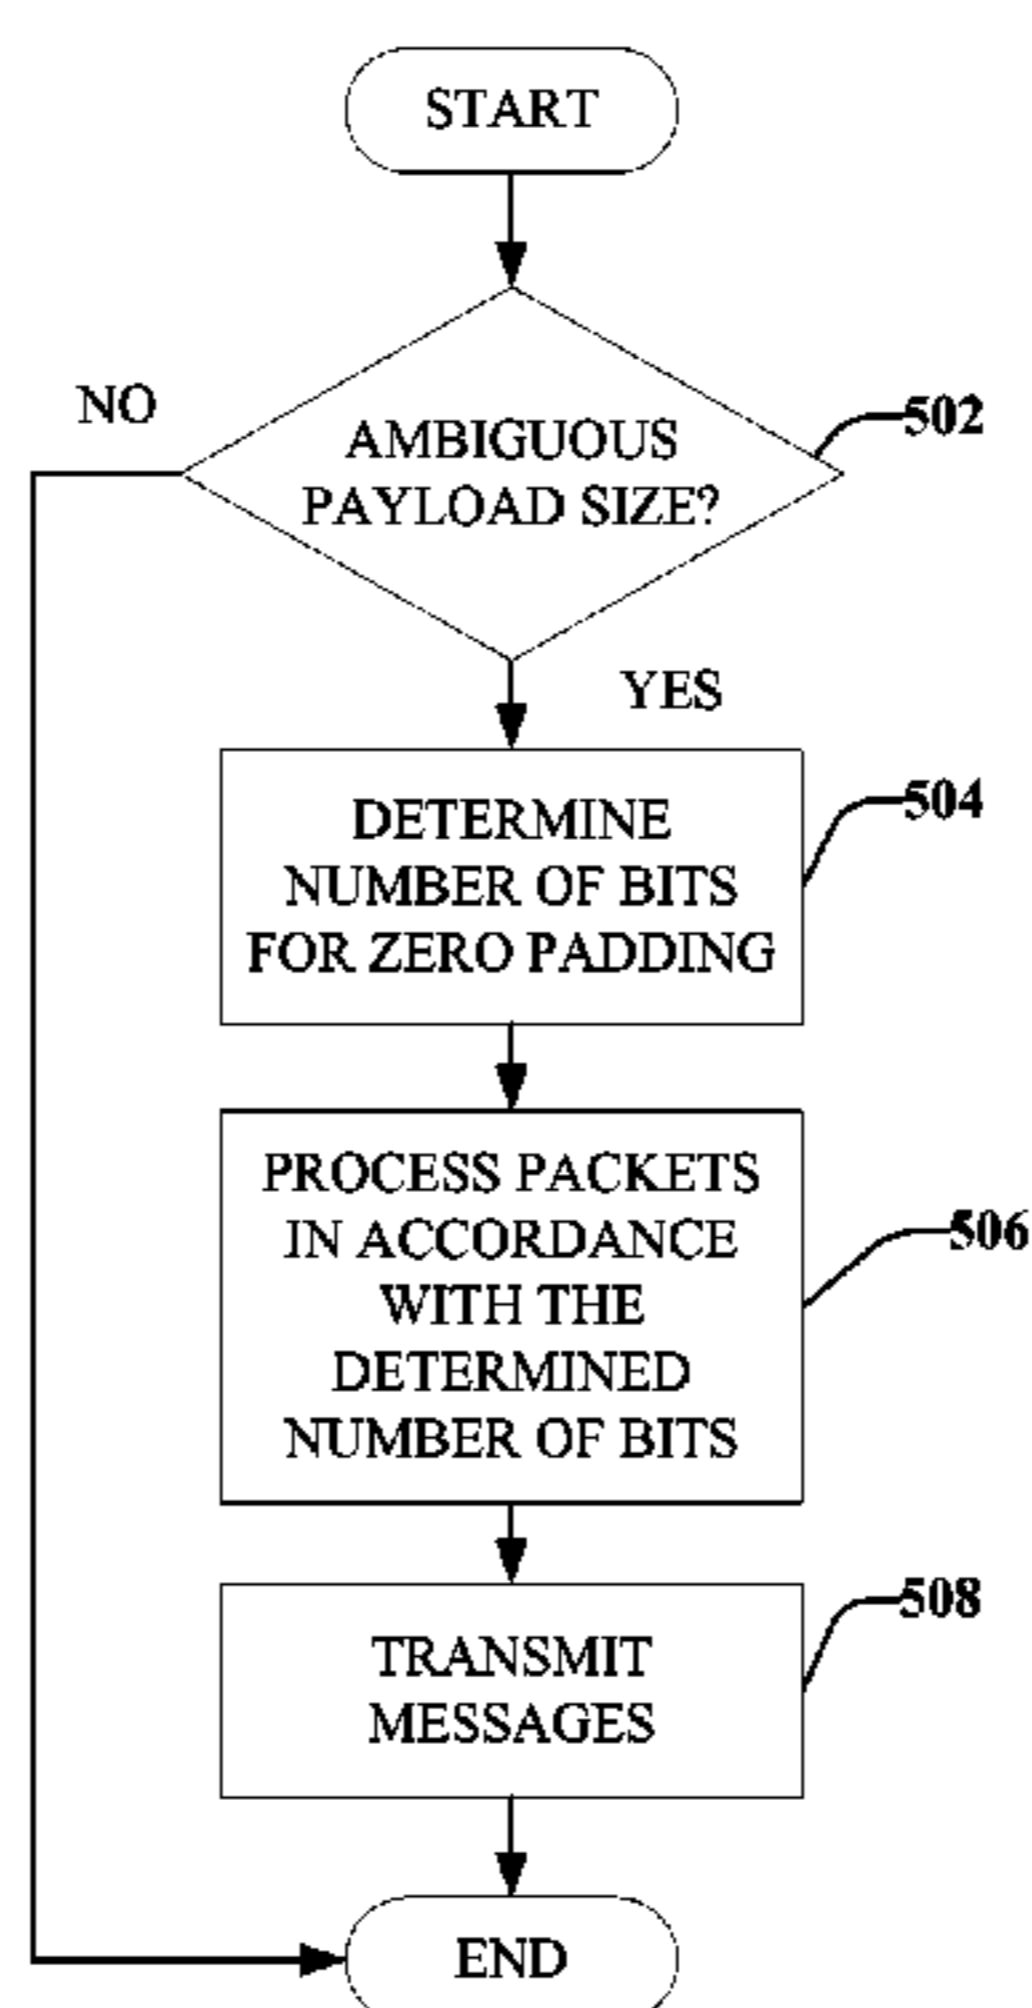 START
NO
502
AMBIGUOUS
PAYLOAD SIZE?
YES
504
DETERMINE
NUMBER OF BITS
FOR ZERO PADDING
506
PROCESS PACKETS
IN ACCORDANCE
WITH THE
DETERMINED
NUMBER OF BITS
508
TRANSMIT
MESSAGES
END